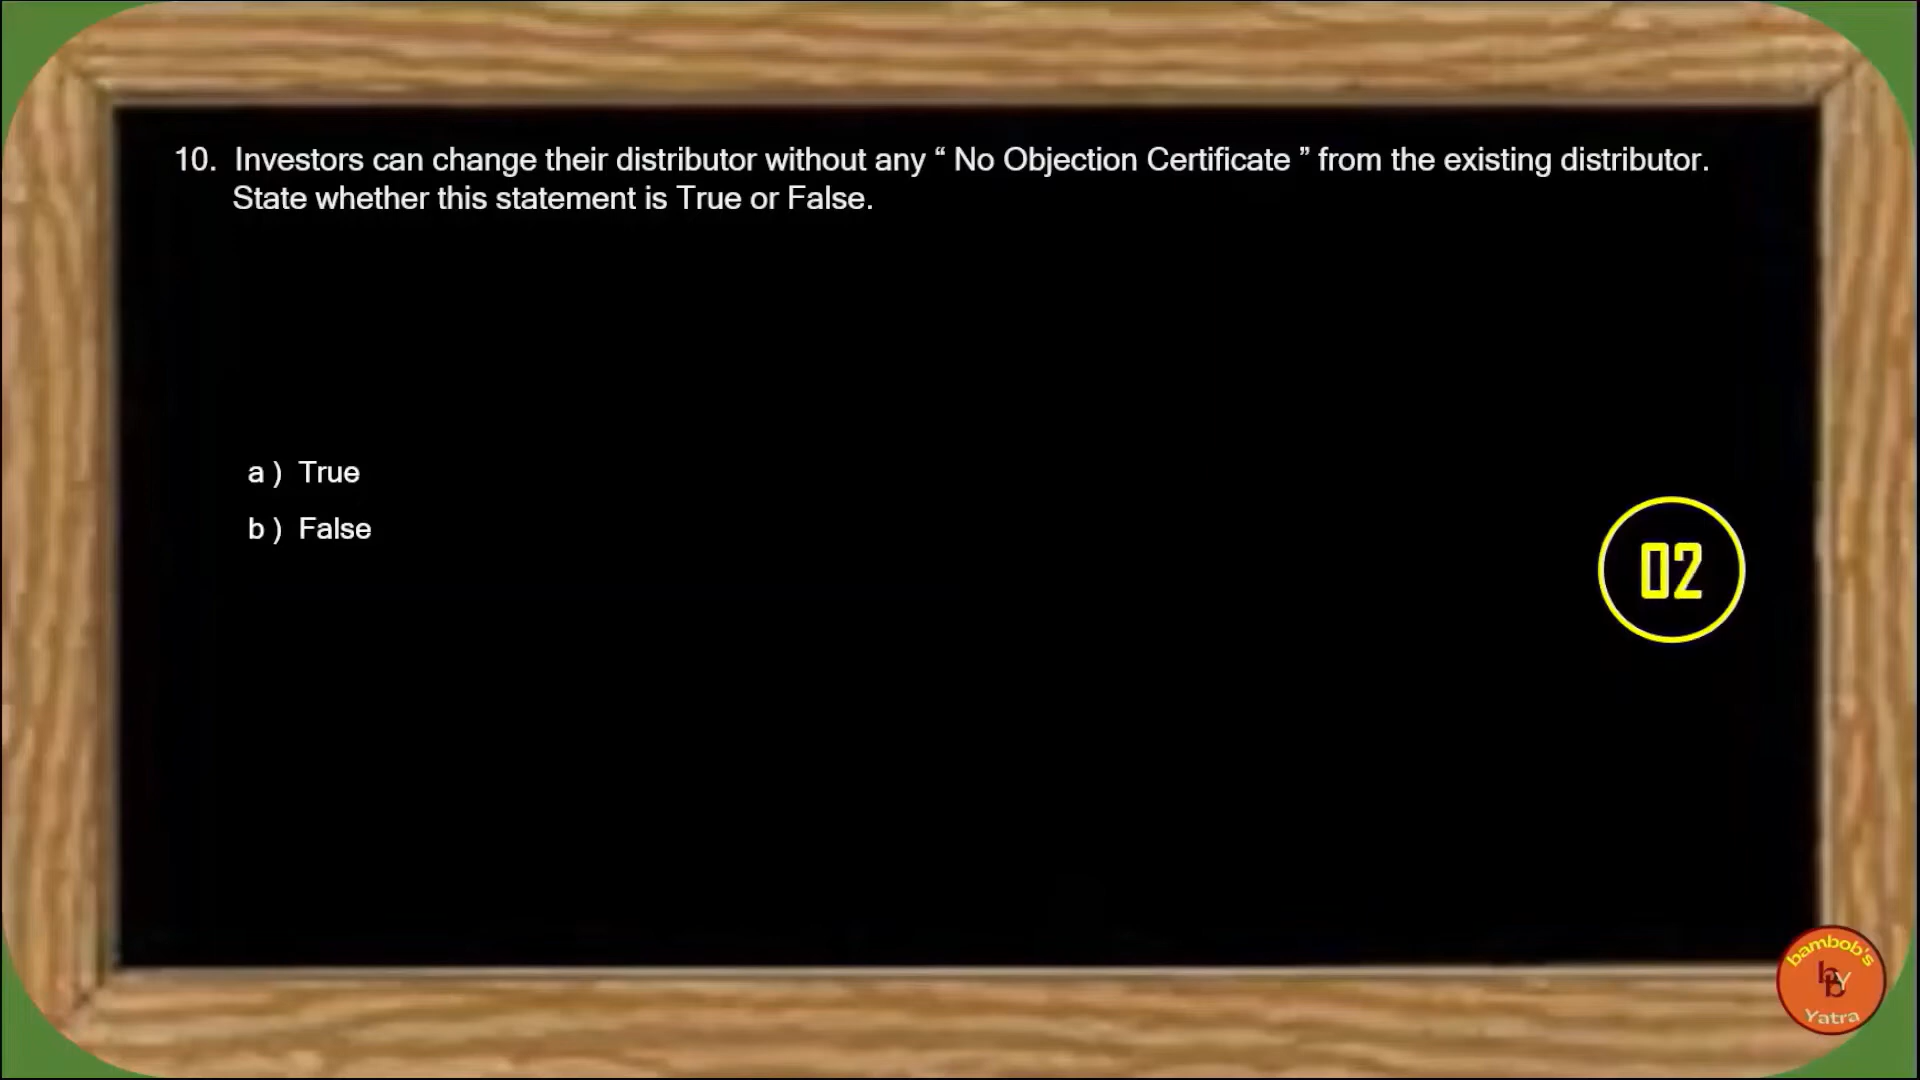 10. Investors can change their distributor without any “ No Objection Certificate ” from the existing distributor.
State whether this statement is True or False.
a ) True
b ) False
02
bambob's
bby
Yatra